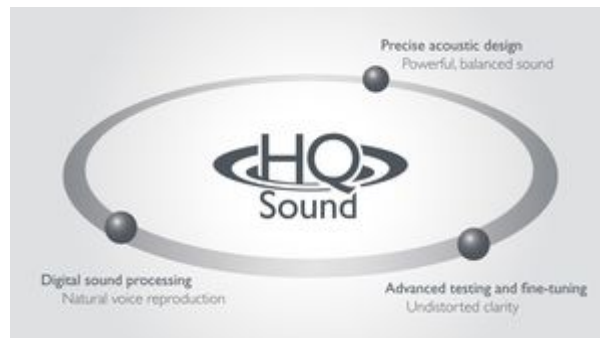 Precise acoustic design
Powerful, balanced sound
HQ
Sound
Digital sound processing
Natural voice reproduction
Advanced testing and fine-tuning
Undistorted clarity